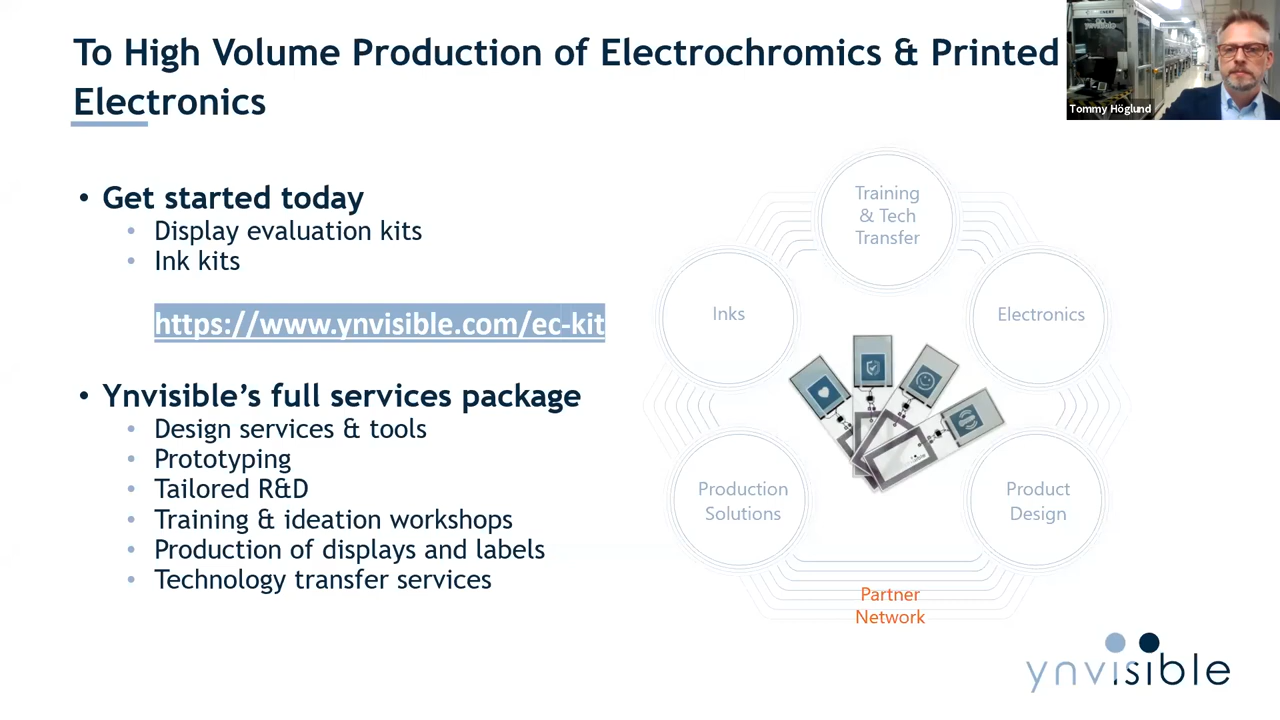 To High Volume Production of Electrochromics & Printed
Electronics
Tommy Höglund
• Get started today
• Display evaluation kits
• Ink kits
https://www.ynvisible.com/ec-kit
• Ynvisible’s full services package
• Design services & tools
• Prototyping
• Tailored R&D
• Training & ideation workshops
• Production of displays and labels
• Technology transfer services
Training
& Tech
Transfer
Inks
Electronics
Production
Solutions
Product
Design
Partner
Network
ynvisible